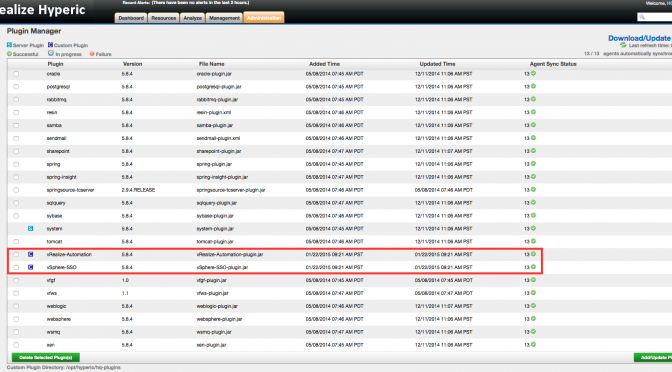 Recent Alerts: (There have been no alerts in the last 2 hours.)
Welcome,
ealize Hyperic
Dashboard Resources Analyze Management Administration
Plugin Manager
Download/Update
S Server Plugin C Custom Plugin
Last refresh time:
Successful In progress Failure
13 / 13 agents automatically synchro
Plugin Version File Name Added Time Updated Time Agent Sync Status
oracle 5.8.4 oracle-plugin.jar 05/08/2014 07:45 AM PDT 12/11/2014 11:06 AM PST 13
postgresql 5.8.4 postgresql-plugin.jar 05/08/2014 07:45 AM PDT 12/11/2014 11:06 AM PST 13
rabbitmq 5.8.4 rabbitmq-plugin.jar 05/08/2014 07:46 AM PDT 12/11/2014 11:06 AM PST 13
resin 5.8.4 resin-plugin.xml 05/08/2014 07:46 AM PDT 12/11/2014 11:06 AM PST 13
samba 5.8.4 samba-plugin.jar 05/08/2014 07:46 AM PDT 12/11/2014 11:06 AM PST 13
sendmail 5.8.4 sendmail-plugin.xml 05/08/2014 07:46 AM PDT 12/11/2014 11:06 AM PST 13
sharepoint 5.8.4 sharepoint-plugin.jar 05/08/2014 07:46 AM PDT 12/11/2014 11:07 AM PST 13
spring 5.8.4 spring-plugin.jar 05/08/2014 07:45 AM PDT 12/11/2014 11:06 AM PST 13
spring-insight 5.8.4 spring-insight-plugin.jar 05/08/2014 07:45 AM PDT 12/11/2014 11:06 AM PST 13
springsource-tcserver 2.9.4.RELEASE springsource-tcserver-plugin.jar 05/08/2014 07:46 AM PDT 05/08/2014 07:46 AM PDT 13
sqlquery 5.8.4 sqlquery-plugin.jar 05/08/2014 07:47 AM PDT 12/11/2014 11:06 AM PST 13
sybase 5.8.4 sybase-plugin.jar 05/08/2014 07:46 AM PDT 12/11/2014 11:06 AM PST 13
S system 5.8.4 system-plugin.jar 05/08/2014 07:47 AM PDT 12/11/2014 11:06 AM PST 13
tomcat 5.8.4 tomcat-plugin.jar 05/08/2014 07:45 AM PDT 12/11/2014 11:06 AM PST 13
C vRealize-Automation 5.8.4 vRealize-Automation-plugin.jar 01/22/2015 09:21 AM PST 01/22/2015 09:21 AM PST 13
C vSphere-SSO 5.8.4 vSphere-SSO-plugin.jar 01/22/2015 09:21 AM PST 01/22/2015 09:21 AM PST 13
vfgf 1.0 vfgf-plugin.jar 05/08/2014 07:45 AM PDT 05/08/2014 07:45 AM PDT 13
vfws 1.1 vfws-plugin.jar 05/08/2014 07:47 AM PDT 05/08/2014 07:47 AM PDT 13
weblogic 5.8.4 weblogic-plugin.jar 05/08/2014 07:46 AM PDT 12/11/2014 11:06 AM PST 13
websphere 5.8.4 websphere-plugin.jar 05/08/2014 07:45 AM PDT 12/11/2014 11:06 AM PST 13
wsmq 5.8.4 wsmq-plugin.jar 05/08/2014 07:47 AM PDT 12/11/2014 11:07 AM PST 13
xen 5.8.4 xen-plugin.jar 05/08/2014 07:45 AM PDT 12/11/2014 11:06 AM PST 13
Delete Selected Plugin(s) Add/Update Pl
Custom Plugin Directory: /opt/hyperic/hq-plugins